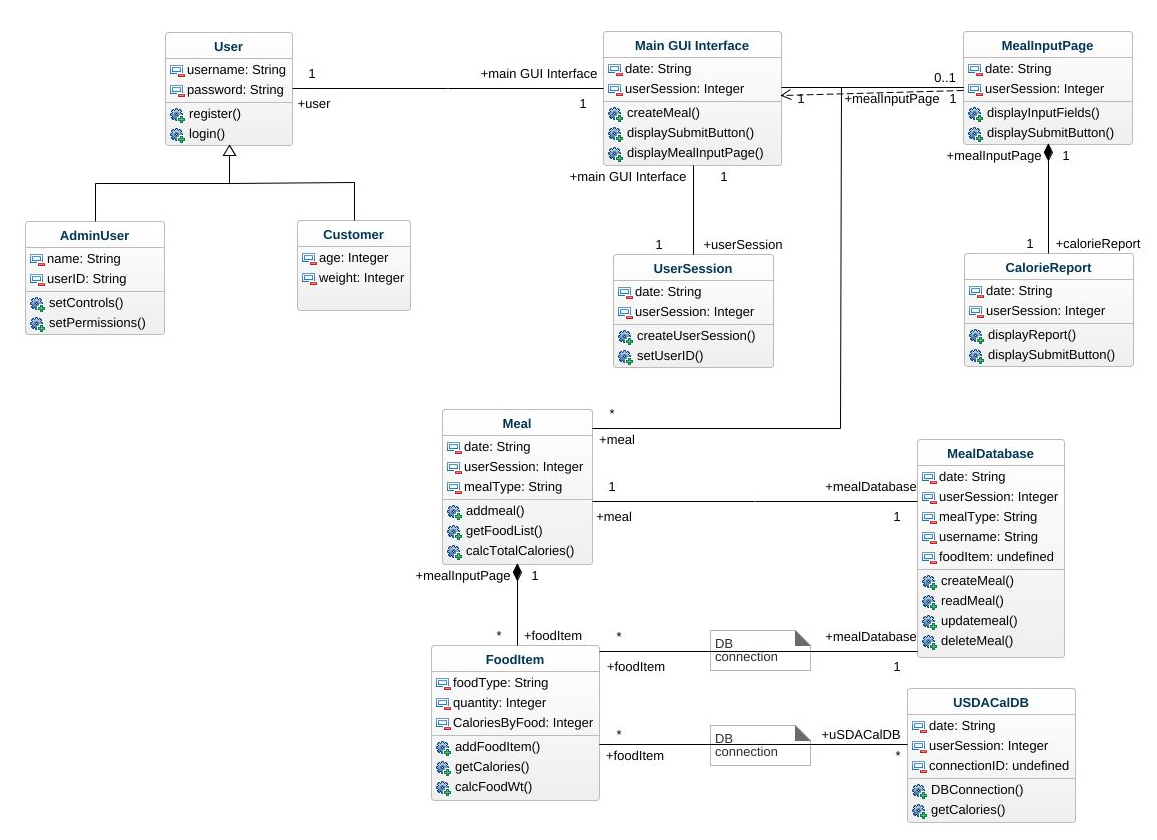 User
username: String
password: String
register()
login()
1
+user
+main GUI Interface
1
Main GUI Interface
date: String
userSession: Integer
createMeal()
displaySubmitButton()
displayMealInputPage()
0..1
1
+mealInputPage
1
MealInputPage
date: String
userSession: Integer
displayInputFields()
displaySubmitButton()
+main GUI Interface
1
+mealInputPage
1
AdminUser
name: String
userID: String
setControls()
setPermissions()
Customer
age: Integer
weight: Integer
1
+userSession
UserSession
date: String
userSession: Integer
createUserSession()
setUserID()
1
+calorieReport
CalorieReport
date: String
userSession: Integer
displayReport()
displaySubmitButton()
*
+meal
Meal
date: String
userSession: Integer
mealType: String
addmeal()
getFoodList()
calcTotalCalories()
1
+meal
+mealDatabase
1
MealDatabase
date: String
userSession: Integer
mealType: String
username: String
foodItem: undefined
createMeal()
readMeal()
updatemeal()
deleteMeal()
+mealInputPage
1
*
+foodItem
*
+foodItem
DB
connection
+mealDatabase
1
FoodItem
foodType: String
quantity: Integer
CaloriesByFood: Integer
addFoodItem()
getCalories()
calcFoodWt()
*
+foodItem
DB
connection
+uSDACalDB
*
USDACalDB
date: String
userSession: Integer
connectionID: undefined
DBConnection()
getCalories()